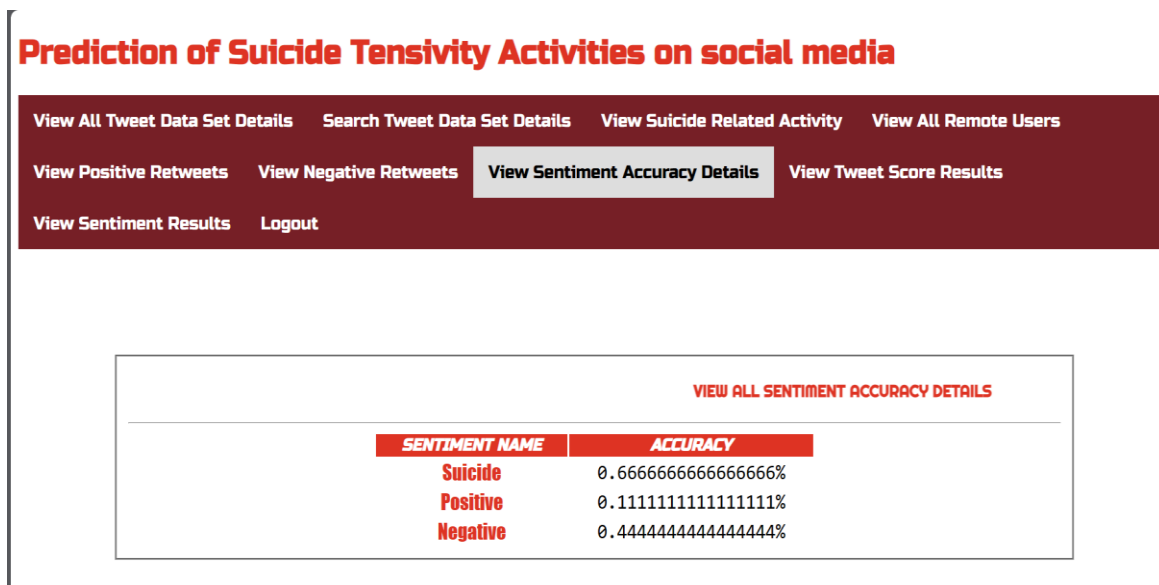 Prediction of Suicide Tensivity Activities on social media
View All Tweet Data Set Details Search Tweet Data Set Details View Suicide Related Activity View All Remote Users
View Positive Retweets View Negative Retweets View Sentiment Accuracy Details View Tweet Score Results
View Sentiment Results Logout
VIEW ALL SENTIMENT ACCURACY DETAILS
SENTIMENT NAME ACCURACY
Suicide 0.6666666666666666%
Positive 0.1111111111111111%
Negative 0.4444444444444444%